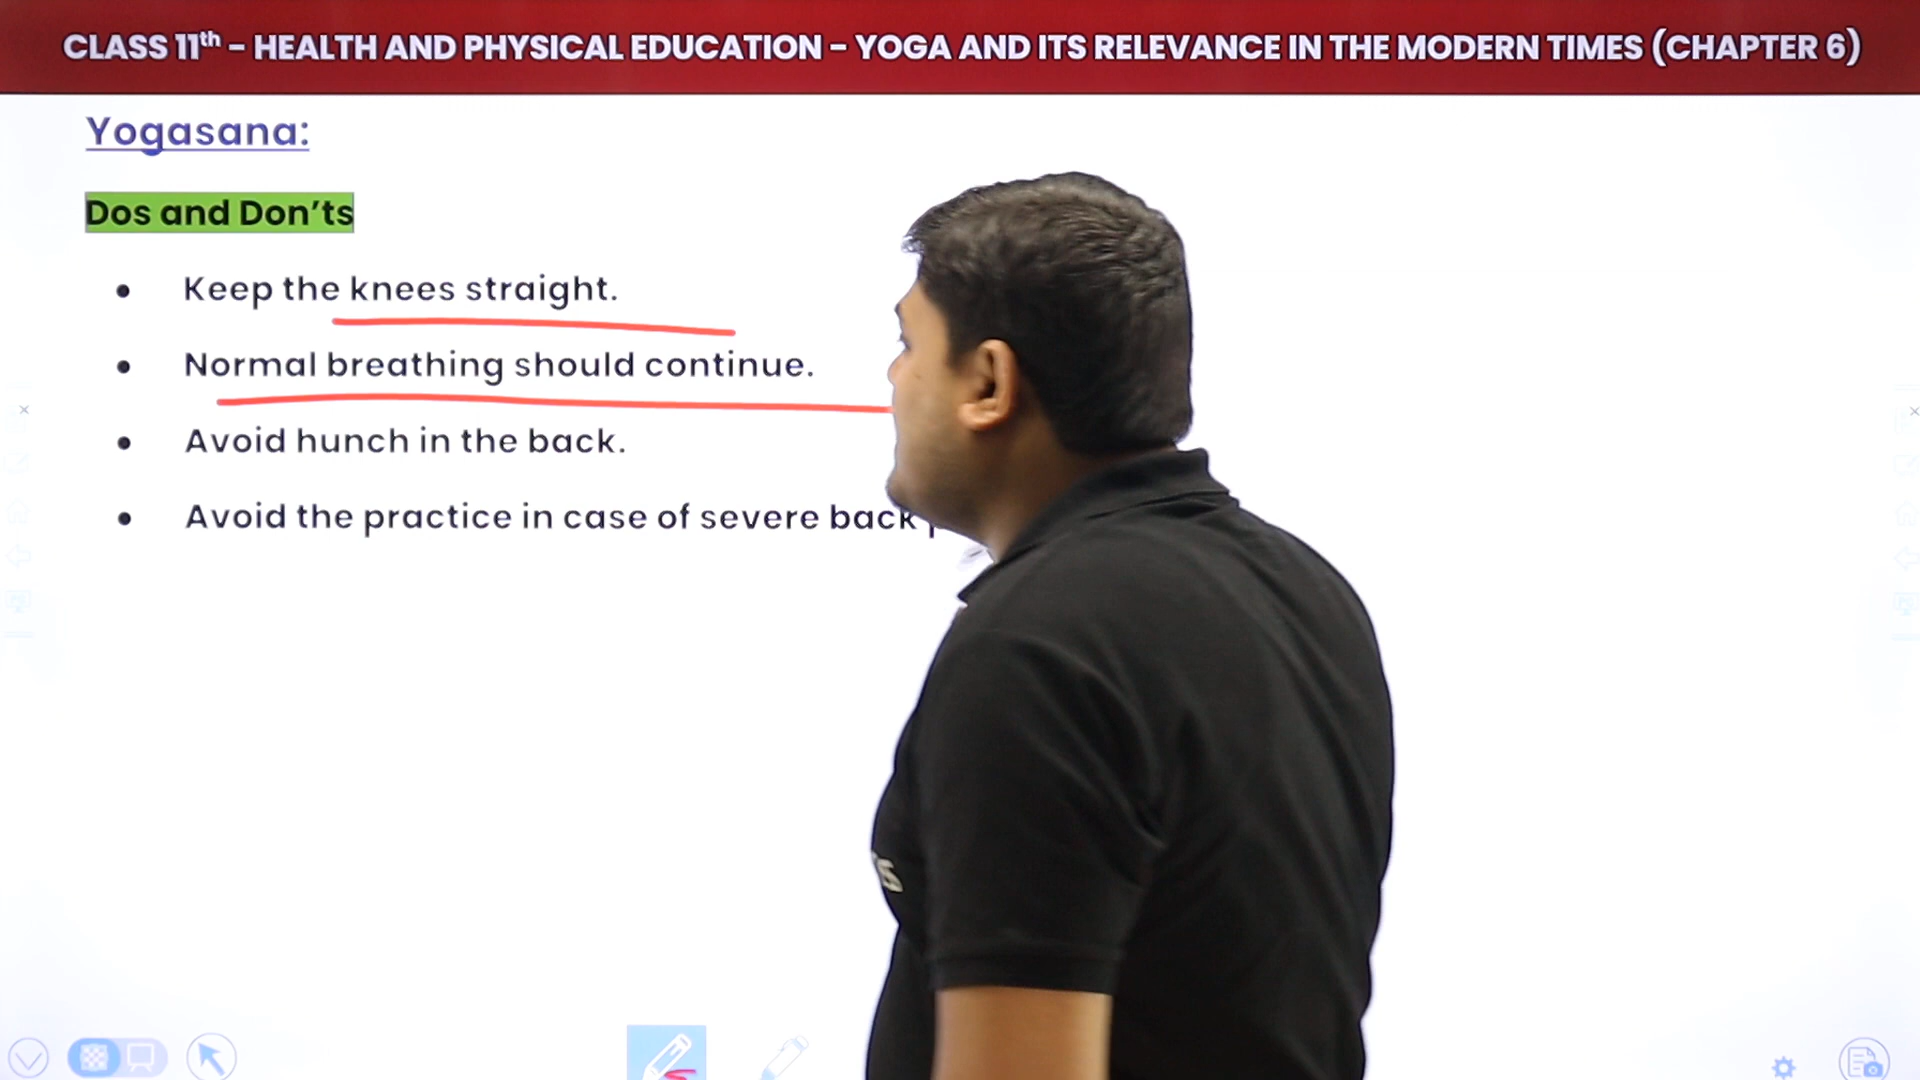 CLASS 11th – HEALTH AND PHYSICAL EDUCATION – YOGA AND ITS RELEVANCE IN THE MODERN TIMES (CHAPTER 6)
Yogasana:
Dos and Don’ts
• Keep the knees straight.
• Normal breathing should continue.
• Avoid hunch in the back.
• Avoid the practice in case of severe back